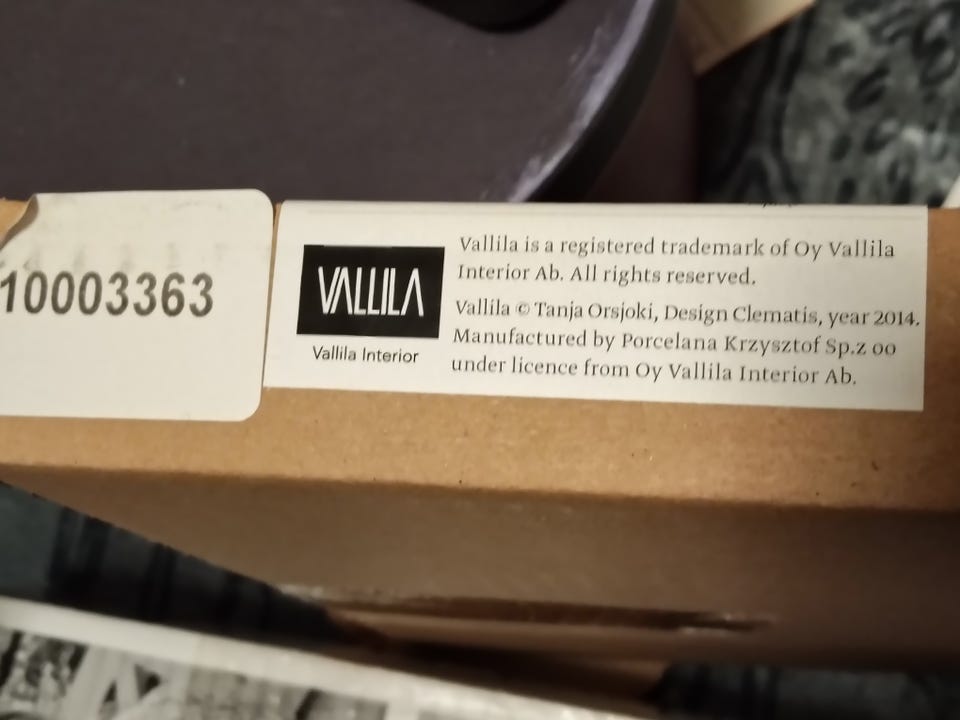 10003363
VALLILA
Vallila Interior
Vallila is a registered trademark of Oy Vallila
Interior Ab. All rights reserved.
Vallila © Tanja Orsjoki, Design Clematis, year 2014.
Manufactured by Porcelana Krzysztof Sp.z oo
under licence from Oy Vallila Interior Ab.